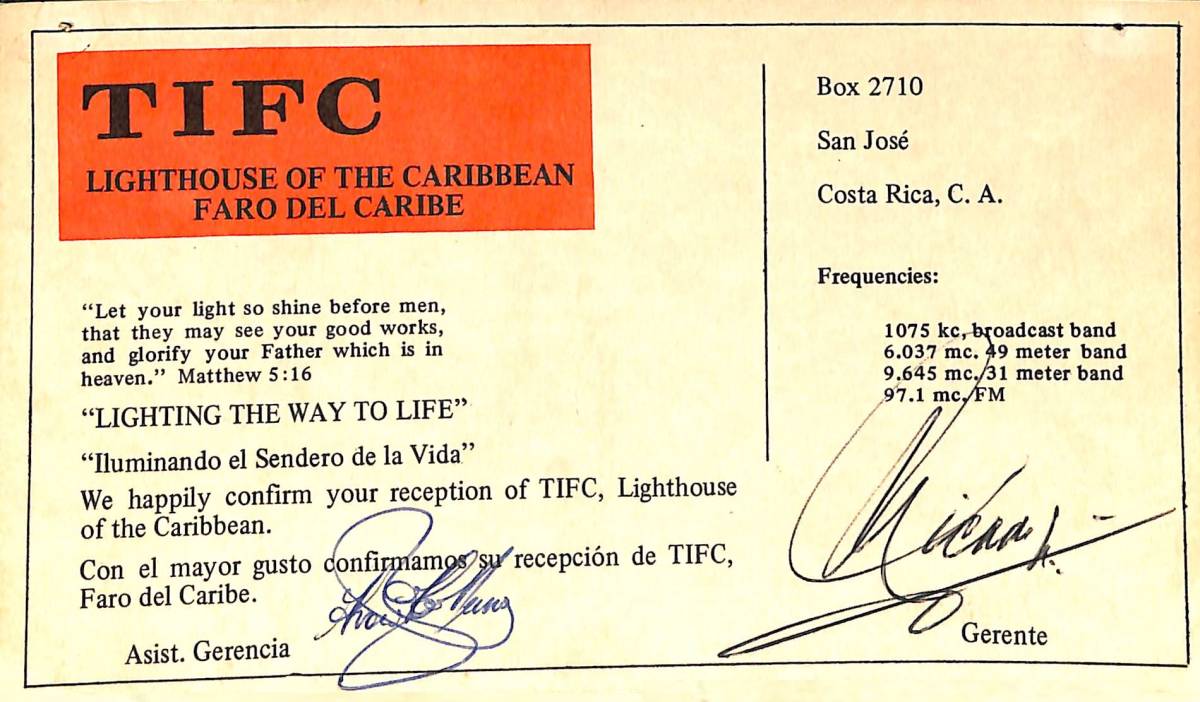 TIFC
LIGHTHOUSE OF THE CARIBBEAN
FARO DEL CARIBE
“Let your light so shine before men,
that they may see your good works,
and glorify your Father which is in
heaven.” Matthew 5:16
“LIGHTING THE WAY TO LIFE”
“Iluminando el Sendero de la Vida”
We happily confirm your reception of TIFC, Lighthouse
of the Caribbean.
Con el mayor gusto confirmamos su recepción de TIFC,
Faro del Caribe.
Asist. Gerencia
Box 2710
San José
Costa Rica, C. A.
Frequencies:
1075 kc. broadcast band
6.037 mc. 49 meter band
9.645 mc. 31 meter band
97.1 mc. FM
Gerente